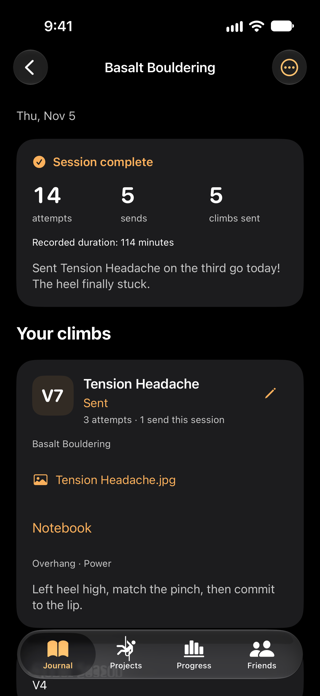 9:41
Basalt Bouldering
Thu, Nov 5
Session complete
14 5 5
attempts sends climbs sent
Recorded duration: 114 minutes
Sent Tension Headache on the third go today!
The heel finally stuck.
Your climbs
V7
Tension Headache
Sent
3 attempts · 1 send this session
Basalt Bouldering
Tension Headache.jpg
Notebook
Overhang · Power
Left heel high, match the pinch, then commit
to the lip.
Journal Projects Progress Friends
V4